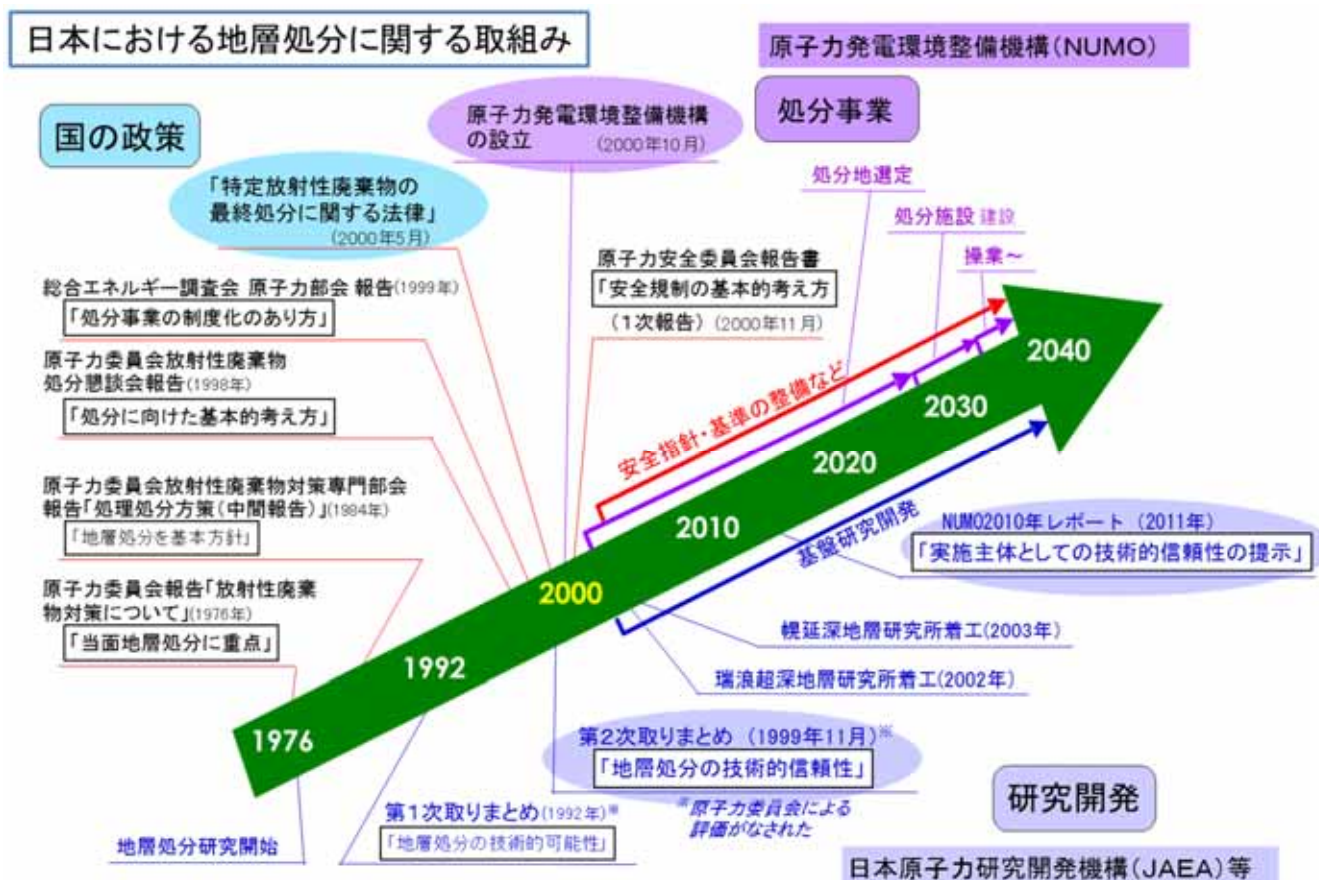 日本における地層処分に関する取組み
原子力発電環境整備機構(NUMO)
国の政策
原子力発電環境整備機構
の設立 (2000年10月)
処分事業
「特定放射性廃棄物の
最終処分に関する法律」
(2000年5月)
処分地選定
処分施設 建設
操業～
総合エネルギー調査会 原子力部会 報告(1999年)
「処分事業の制度化のあり方」
原子力安全委員会報告書
「安全規制の基本的考え方
(1次報告) (2000年11月)
原子力委員会放射性廃棄物
処分懇談会報告(1998年)
「処分に向けた基本的考え方」
原子力委員会放射性廃棄物対策専門部会
報告「処理処分方策(中間報告)」(1984年)
「地層処分を基本方針」
原子力委員会報告「放射性廃棄
物対策について」(1976年)
「当面地層処分に重点」
安全指針・基準の整備など
基盤研究開発
1976
1992
2000
2010
2020
2030
2040
NUMO2010年レポート (2011年)
「実施主体としての技術的信頼性の提示」
幌延深地層研究所着工(2003年)
瑞浪超深地層研究所着工(2002年)
第2次取りまとめ (1999年11月)※
「地層処分の技術的信頼性」
※原子力委員会による
評価がなされた
第1次取りまとめ(1992年)※
「地層処分の技術的可能性」
地層処分研究開始
研究開発
日本原子力研究開発機構(JAEA)等